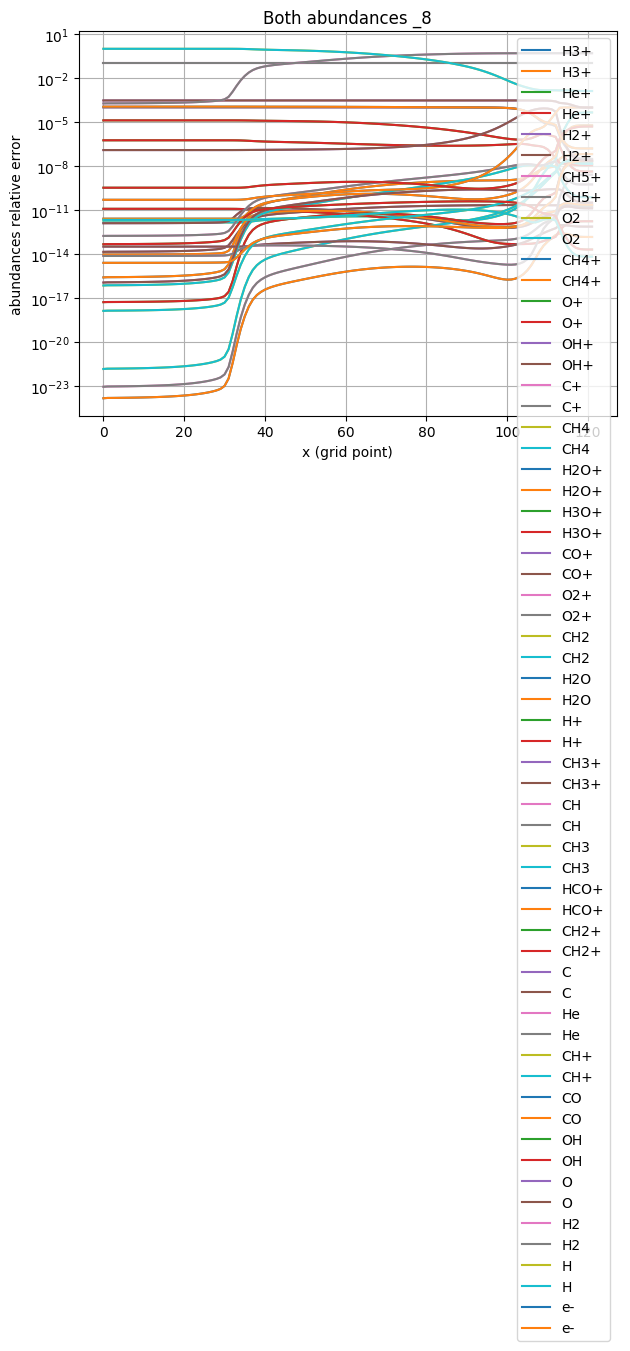 Both abundances _8
abundances relative error
10^1
10^-2
10^-5
10^-8
10^-11
10^-14
10^-17
10^-20
10^-23
0 20 40 60 80 100 120
x (grid point)
H3+
H3+
He+
He+
H2+
H2+
CH5+
CH5+
O2
O2
CH4+
CH4+
O+
O+
OH+
OH+
C+
C+
CH4
CH4
H2O+
H2O+
H3O+
H3O+
CO+
CO+
O2+
O2+
CH2
CH2
H2O
H2O
H+
H+
CH3+
CH3+
CH
CH
CH3
CH3
HCO+
HCO+
CH2+
CH2+
C
C
He
He
CH+
CH+
CO
CO
OH
OH
O
O
H2
H2
H
H
e-
e-